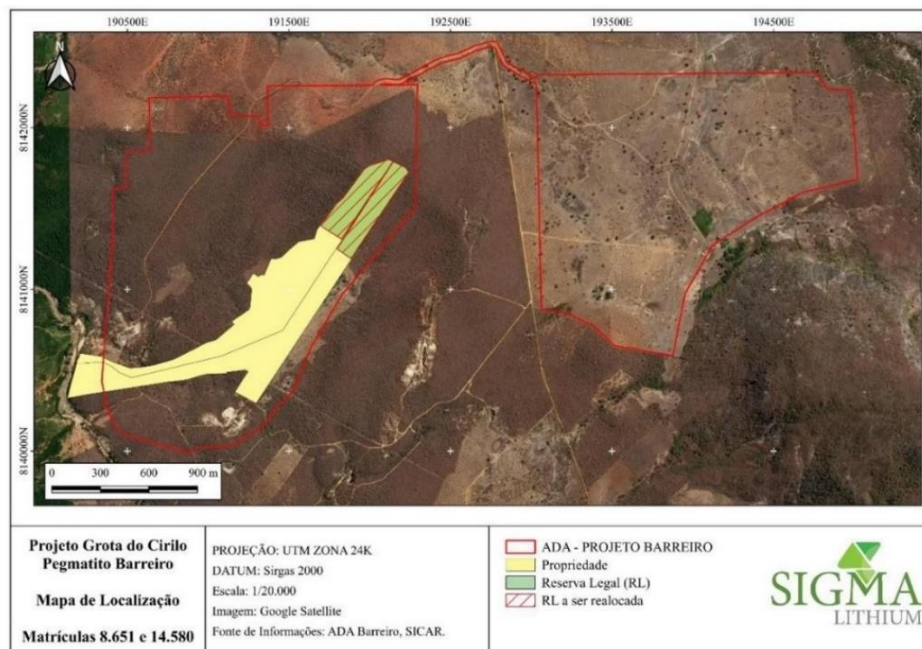 190500E 191500E 192500E 193500E 194500E
N
8142000N
8141000N
8140000N
0 300 600 900 m
Projeto Grota do Cirilo
Pegmatito Barreiro
Mapa de Localização
Matrículas 8.651 e 14.580
PROJEÇÃO: UTM ZONA 24K
DATUM: Sirgas 2000
Escala: 1/20.000
Imagem: Google Satellite
Fonte de Informações: ADA Barreiro, SICAR.
ADA - PROJETO BARREIRO
Propriedade
Reserva Legal (RL)
RL a ser realocada
SIGMA
LITHIUM